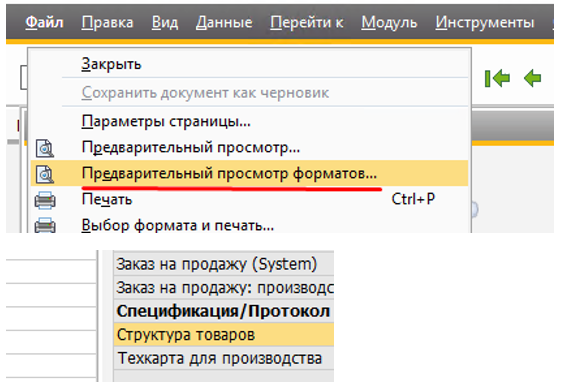 Файл Правка Вид Данные Перейти к Модуль Инструменты
Закрыть
Сохранить документ как черновик
Параметры страницы...
Предварительный просмотр...
Предварительный просмотр форматов...
Печать Ctrl+P
Выбор формата и печать...
Заказ на продажу (System)
Заказ на продажу: производс
Спецификация/Протокол
Структура товаров
Техкарта для производства